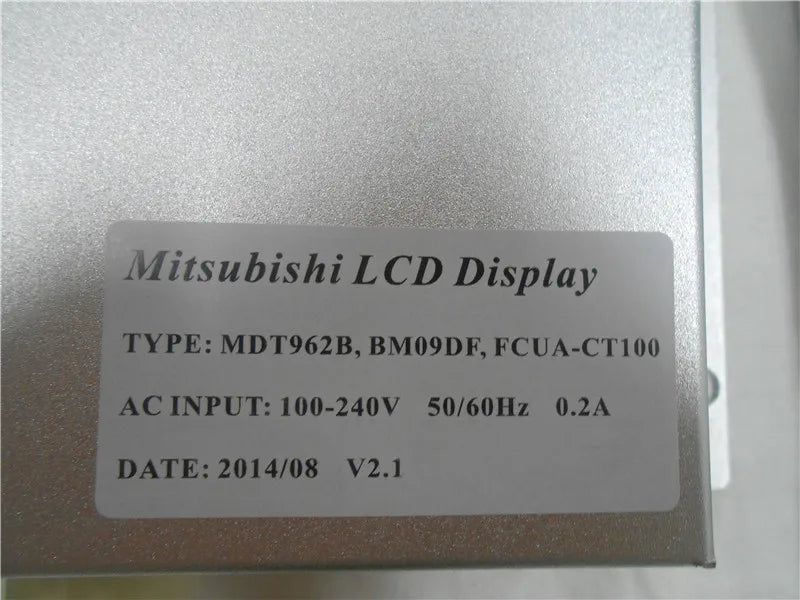 Mitsubishi LCD Display
TYPE: MDT962B, BM09DF, FCUA-CT100
AC INPUT: 100-240V 50/60Hz 0.2A
DATE: 2014/08 V2.1